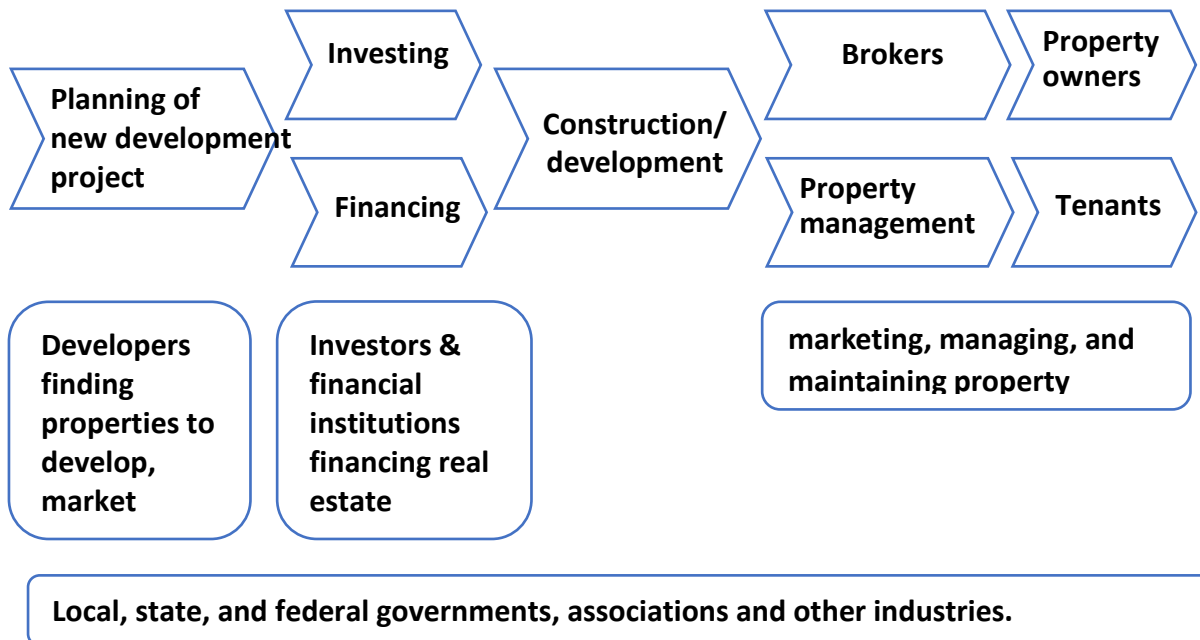 Planning of
new development
project
Investing
Financing
Construction/
development
Brokers
Property
owners
Property
management
Tenants
Developers
finding
properties to
develop,
market
Investors &
financial
institutions
financing real
estate
marketing, managing, and
maintaining property
Local, state, and federal governments, associations and other industries.